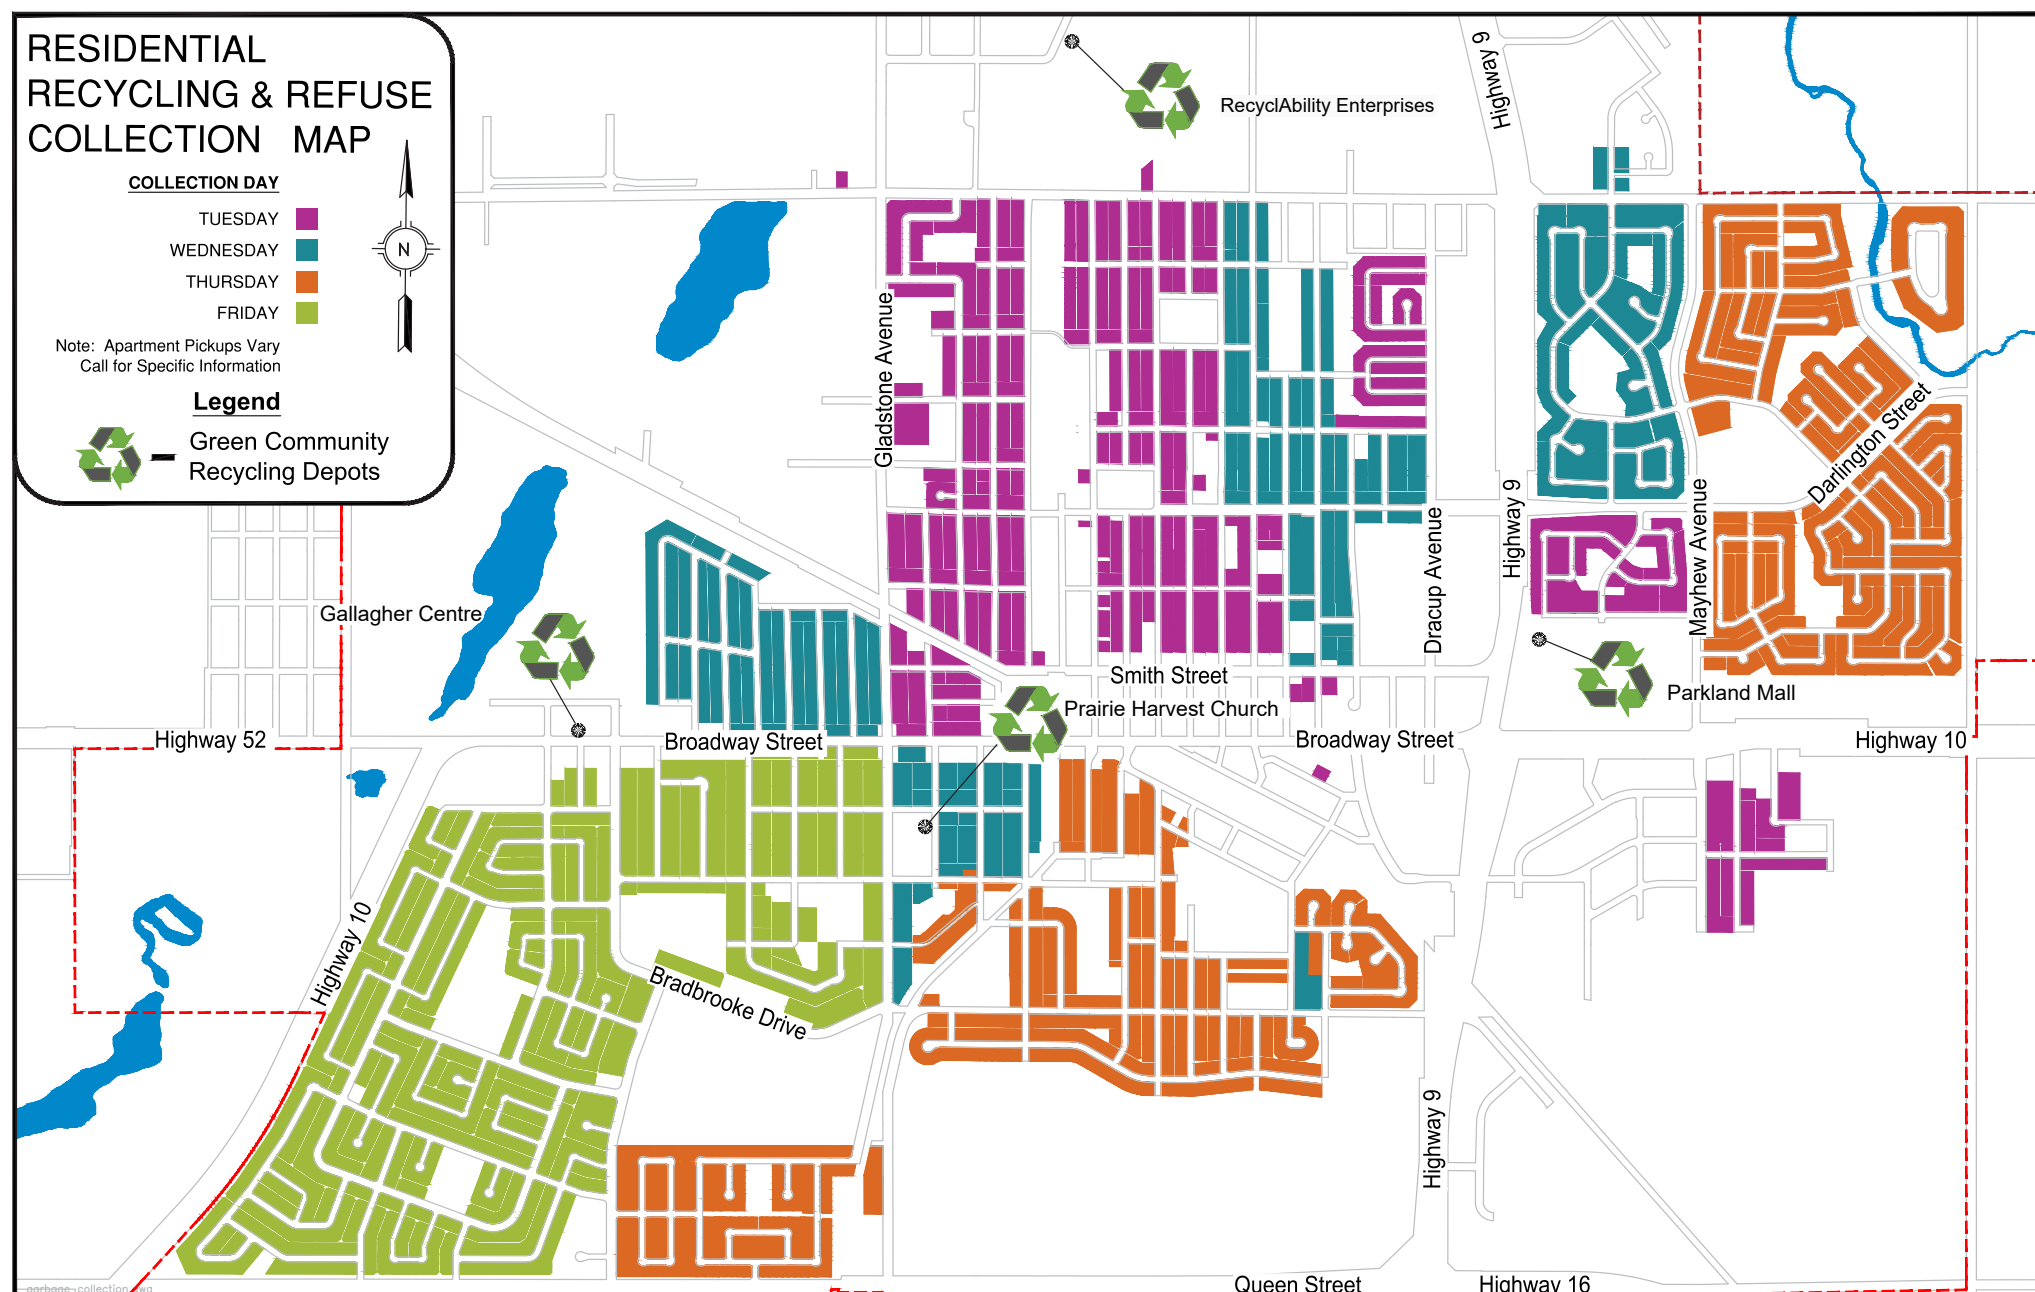 RESIDENTIAL
RECYCLING & REFUSE
COLLECTION MAP
COLLECTION DAY
TUESDAY
WEDNESDAY
THURSDAY
FRIDAY
Note: Apartment Pickups Vary
Call for Specific Information
Legend
Green Community
Recycling Depots
N
RecyclAbility Enterprises
Highway 9
Gladstone Avenue
Darlington Street
Highway 9
Mayhew Avenue
Dracup Avenue
Gallagher Centre
Smith Street
Prairie Harvest Church
Parkland Mall
Highway 52
Broadway Street
Broadway Street
Highway 10
Highway 10
Bradbrooke Drive
Highway 9
Queen Street
Highway 16
garbage collection.dwg